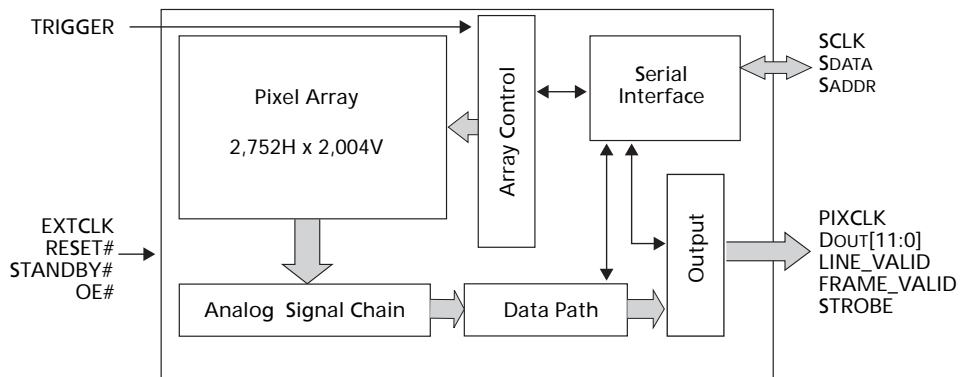 TRIGGER
Pixel Array
2,752H x 2,004V
Array Control
Serial
Interface
SCLK
SDATA
SADDR
EXTCLK
RESET#
STANDBY#
OE#
Analog Signal Chain
Data Path
Output
PIXCLK
DOUT[11:0]
LINE_VALID
FRAME_VALID
STROBE